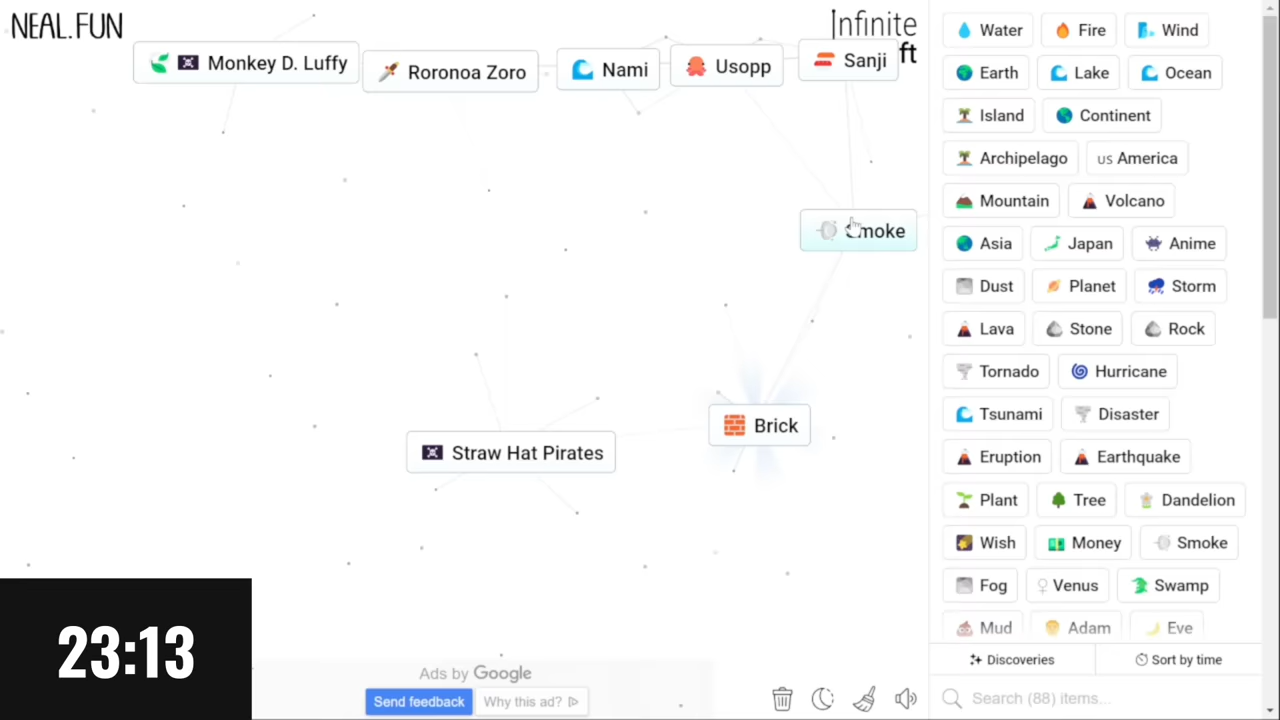 NEAL.FUN
Infinite
ft
Monkey D. Luffy
Roronoa Zoro
Nami
Usopp
Sanji
Smoke
Brick
Straw Hat Pirates
23:13
Ads by Google
Send feedback
Why this ad?
Water Fire Wind
Earth Lake Ocean
Island Continent
Archipelago US America
Mountain Volcano
Asia Japan Anime
Dust Planet Storm
Lava Stone Rock
Tornado Hurricane
Tsunami Disaster
Eruption Earthquake
Plant Tree Dandelion
Wish Money Smoke
Fog Venus Swamp
Mud Adam Eve
Discoveries Sort by time
Search (88) items...